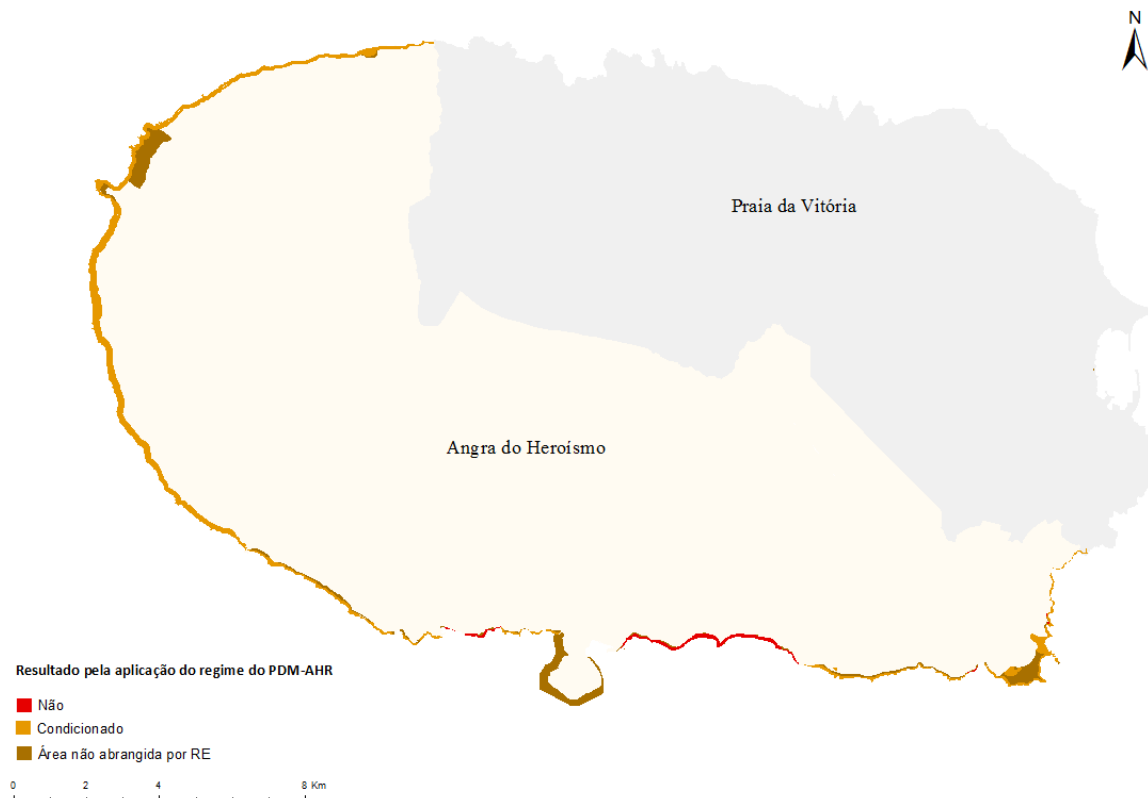 N
Praia da Vitória
Angra do Heroísmo
Resultado pela aplicação do regime do PDM-AHR
Não
Condicionado
Área não abrangida por RE
0 2 4 8 Km